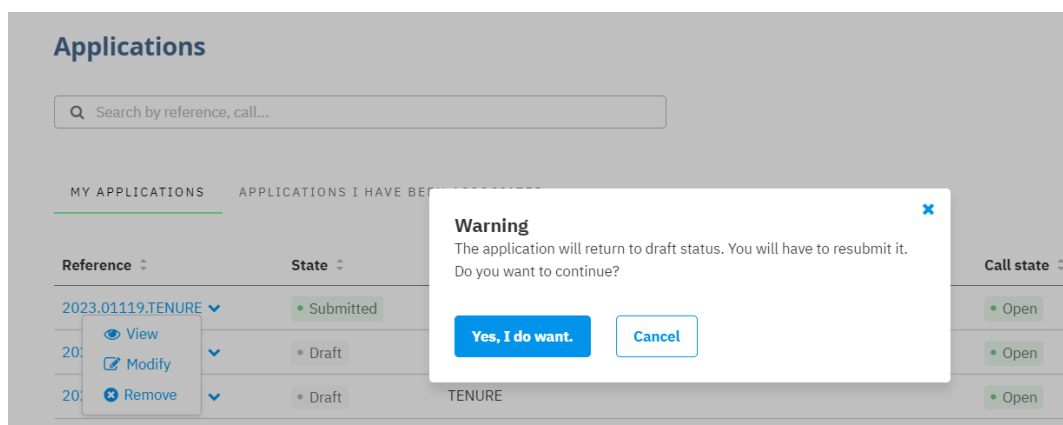 Applications
Search by reference, call...
MY APPLICATIONS APPLICATIONS I HAVE BEEN
Warning
The application will return to draft status. You will have to resubmit it.
Do you want to continue?
Yes, I do want. Cancel
Reference State Call state
2023.01119.TENURE Submitted Open
View
Draft Open
Modify
Remove
Draft TENURE Open